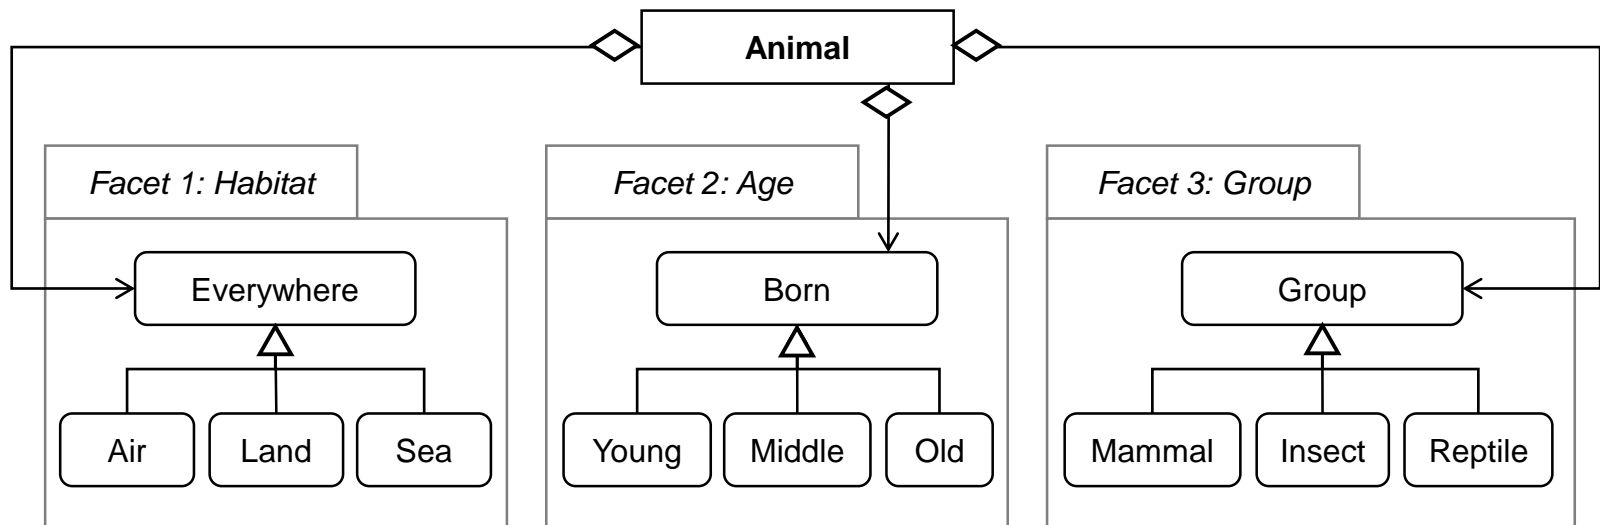 Animal
Facet 1: Habitat
Facet 2: Age
Facet 3: Group
Everywhere
Born
Group
Air
Land
Sea
Young
Middle
Old
Mammal
Insect
Reptile